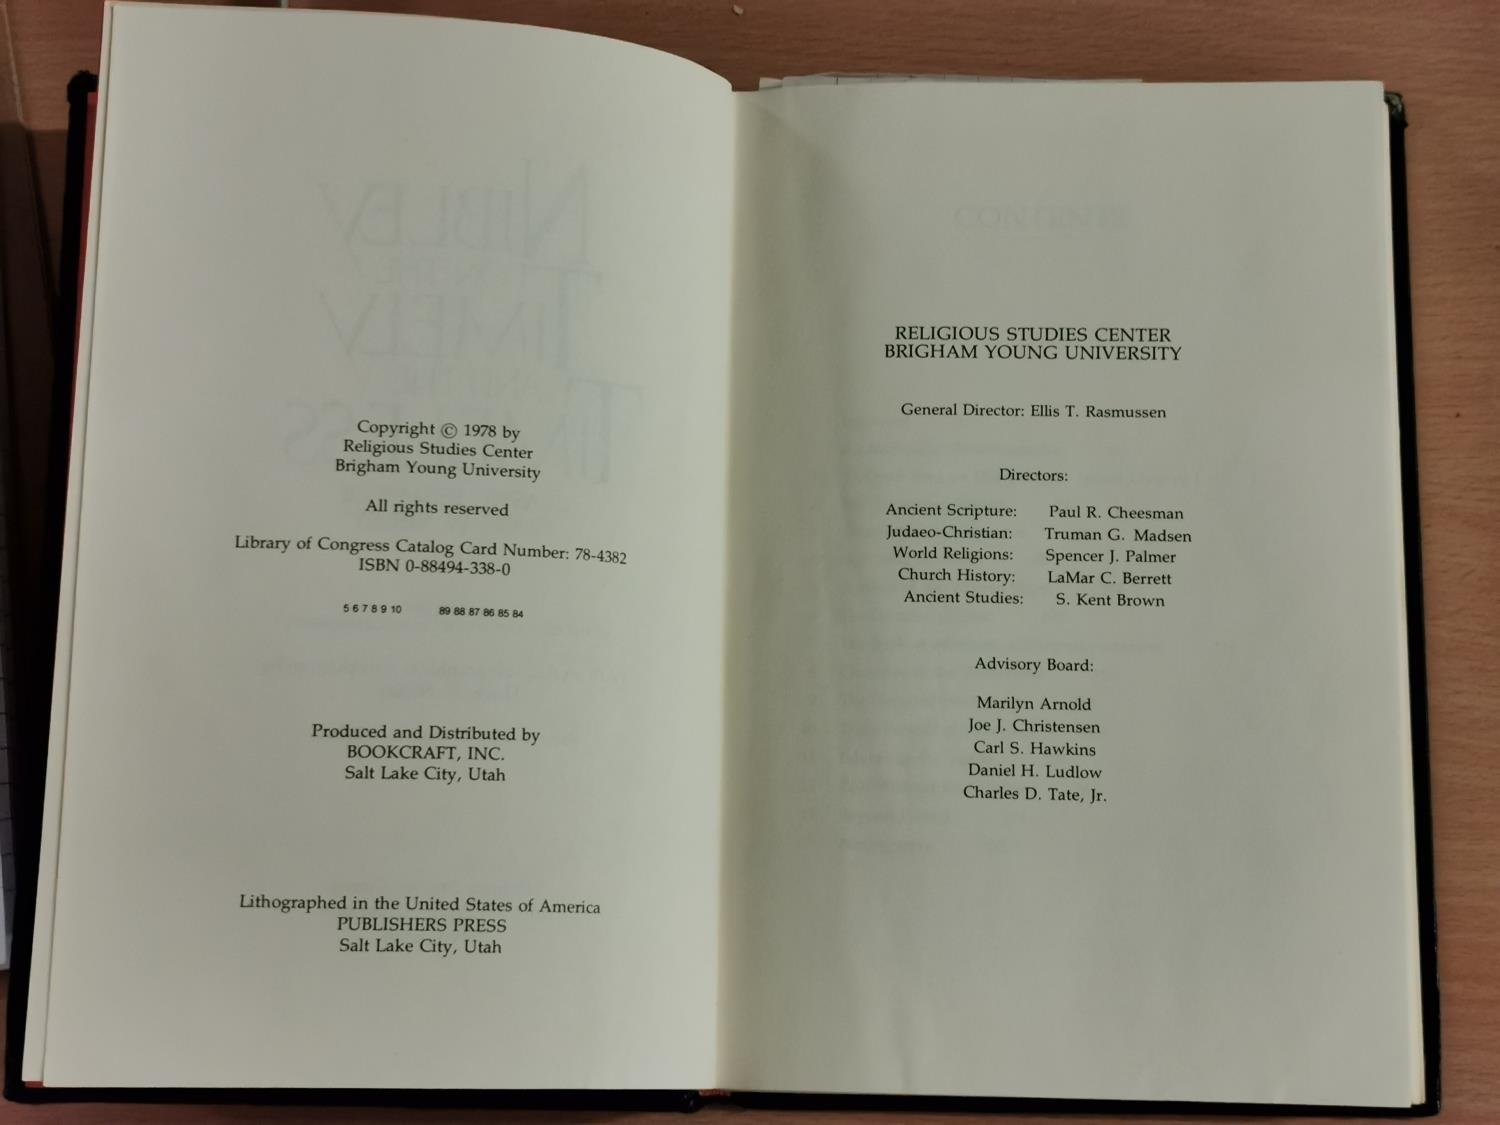 Copyright © 1978 by
Religious Studies Center
Brigham Young University
All rights reserved
Library of Congress Catalog Card Number: 78-4382
ISBN 0-88494-338-0
5 6 7 8 9 10 89 88 87 86 85 84
Produced and Distributed by
BOOKCRAFT, INC.
Salt Lake City, Utah
Lithographed in the United States of America
PUBLISHERS PRESS
Salt Lake City, Utah
RELIGIOUS STUDIES CENTER
BRIGHAM YOUNG UNIVERSITY
General Director: Ellis T. Rasmussen
Directors:
Ancient Scripture: Paul R. Cheesman
Judaeo-Christian: Truman G. Madsen
World Religions: Spencer J. Palmer
Church History: LaMar C. Berrett
Ancient Studies: S. Kent Brown
Advisory Board:
Marilyn Arnold
Joe J. Christensen
Carl S. Hawkins
Daniel H. Ludlow
Charles D. Tate, Jr.